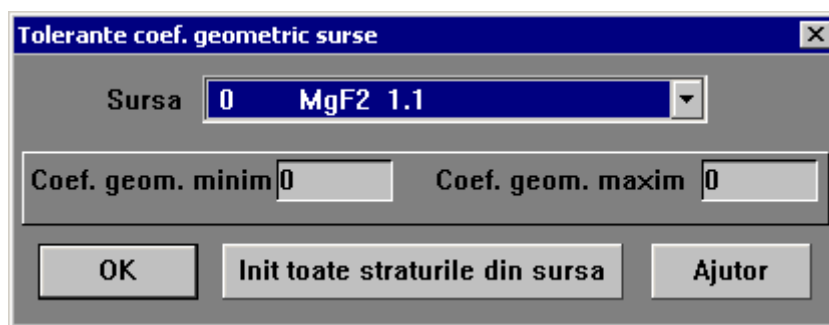 Tolerante coef. geometric surse
Sursa 0 MgF2 1.1
Coef. geom. minim 0 Coef. geom. maxim 0
OK Init toate straturile din sursa Ajutor